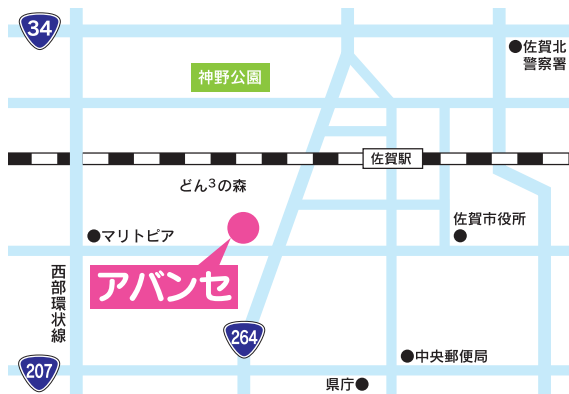 34
佐賀北
警察署
神野公園
佐賀駅
どん3の森
佐賀市役所
マリトピア
アバンセ
西部環状線
264
207
中央郵便局
県庁